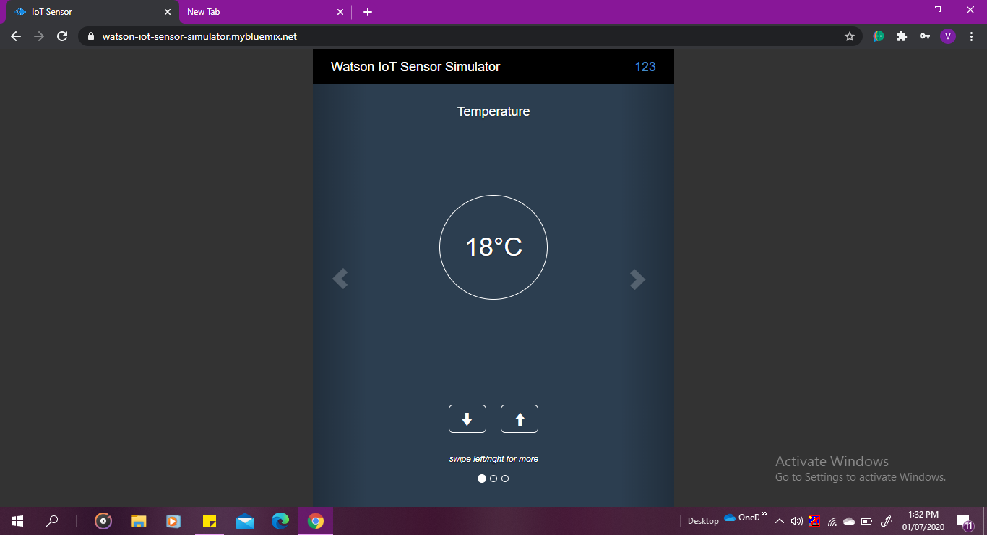 IoT Sensor
New Tab
watson-iot-sensor-simulator.mybluemix.net
V
Watson IoT Sensor Simulator
123
Temperature
18°C
swipe left/right for more
Activate Windows
Go to Settings to activate Windows.
Desktop
OneD
1:32 PM
01/07/2020
11